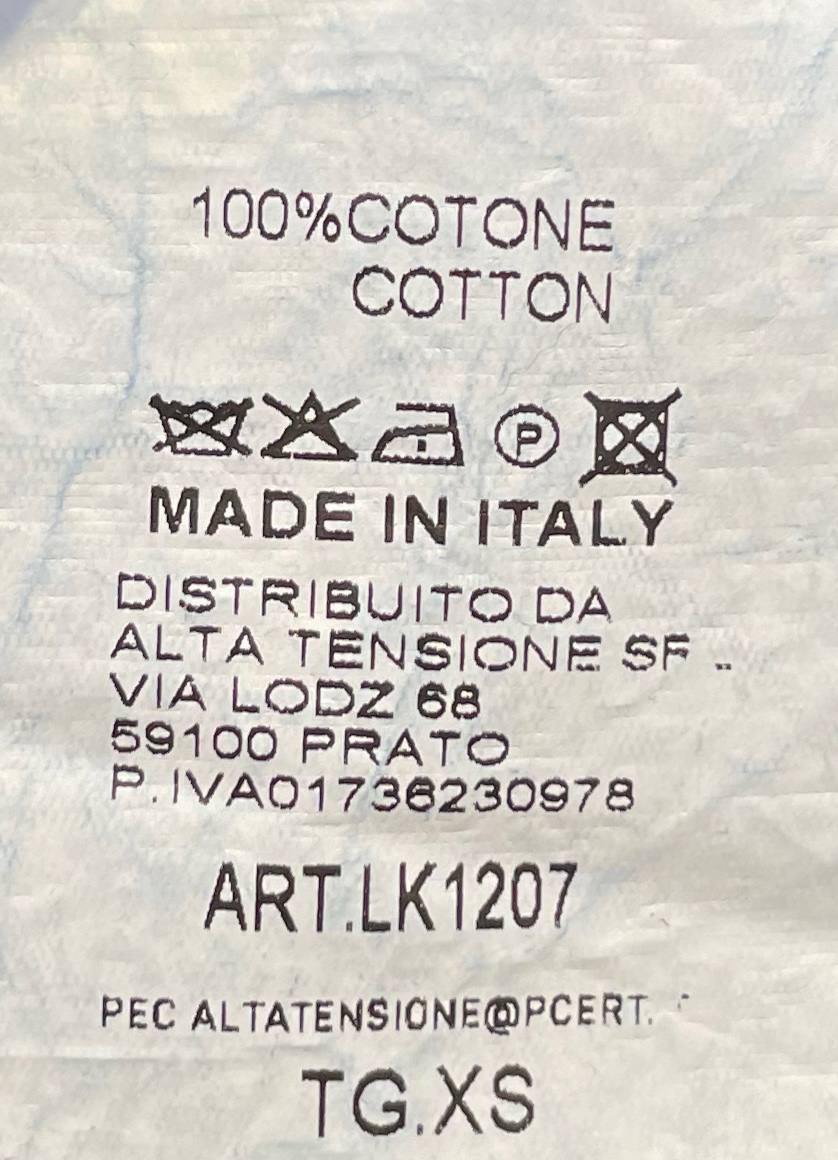 100%COTONE
COTTON
P
MADE IN ITALY
DISTRIBUITO DA
ALTA TENSIONE
VIA LODZ 68
59100 PRATO
P.IVA01736230978
ART.LK1207
PEC ALTATENSIONE@PCERT.
TG.XS